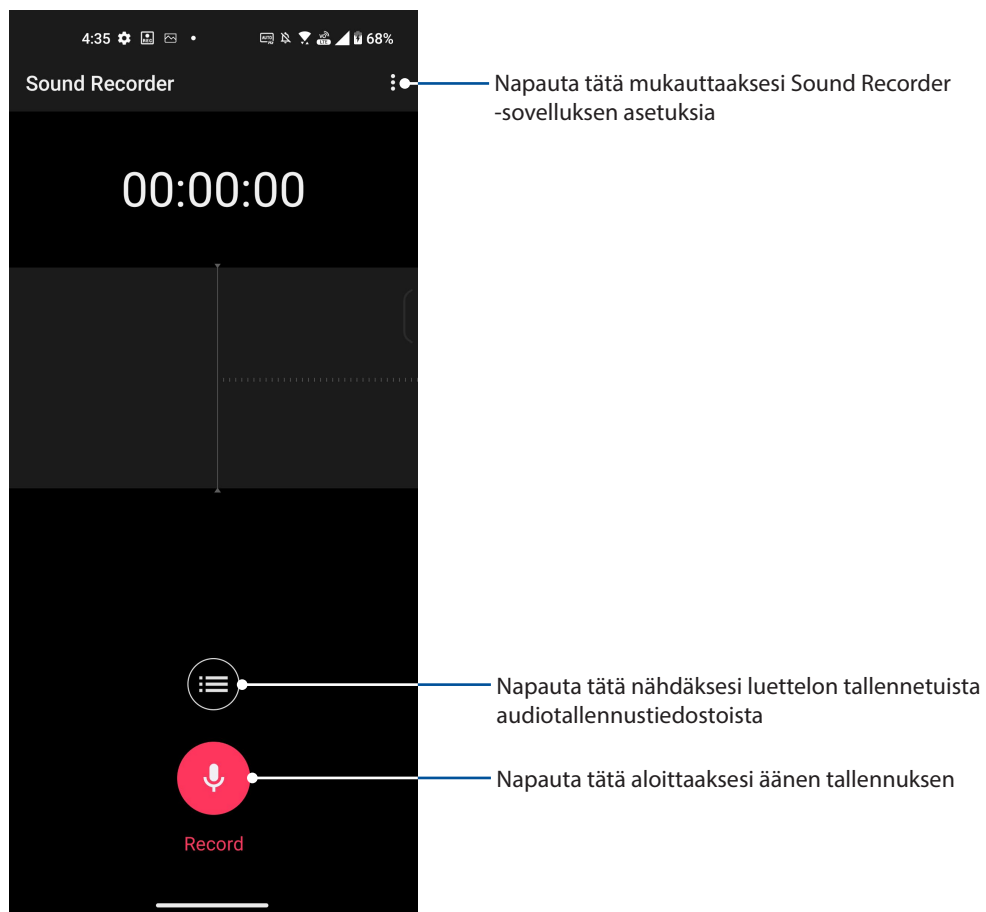 4:35
68%
Sound Recorder
Napauta tätä mukauttaaksesi Sound Recorder
-sovelluksen asetuksia
00:00:00
Napauta tätä nähdäksesi luettelon tallennetuista
audiotallennustiedostoista
Napauta tätä aloittaaksesi äänen tallennuksen
Record